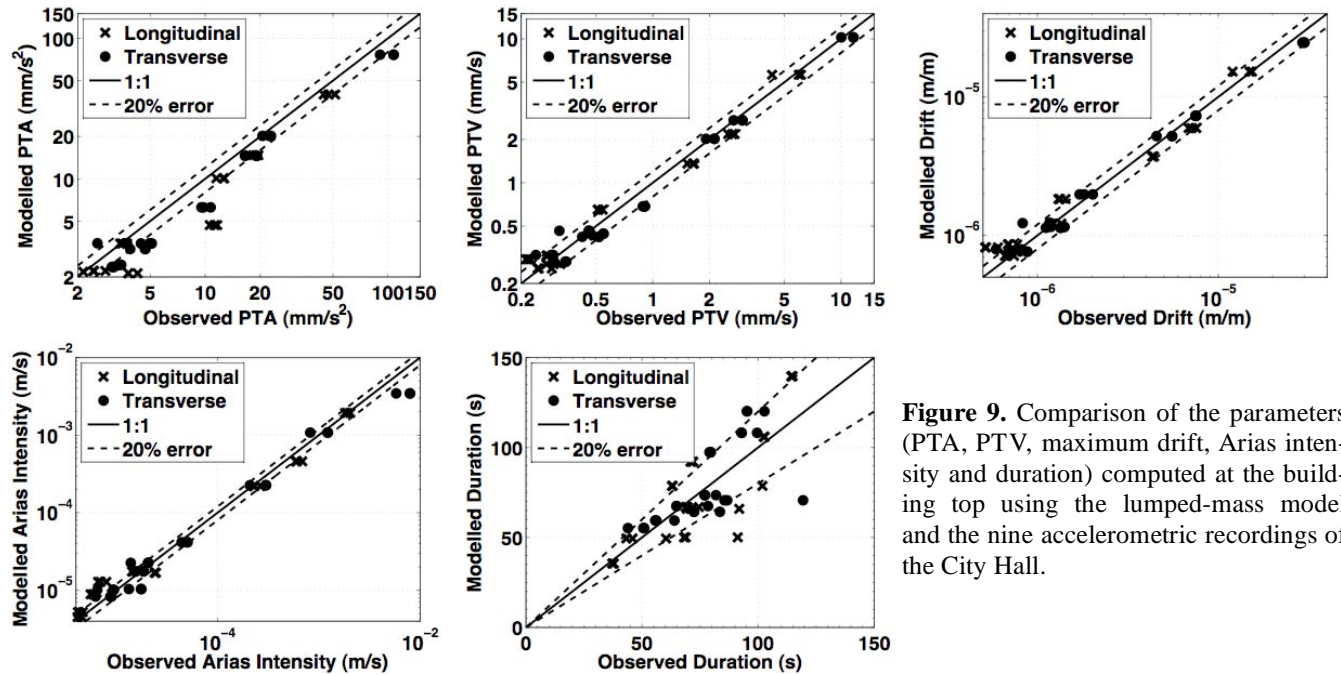 Modelled PTA (mm/s²)
150
100
50
20
10
5
2
Longitudinal
Transverse
1:1
20% error
2 5 10 20 50 100 150
Observed PTA (mm/s²)
Modelled PTV (mm/s)
15
10
5
2
1
0.5
0.2
Longitudinal
Transverse
1:1
20% error
0.2 0.5 1 2 5 10 15
Observed PTV (mm/s)
Modelled Drift (m/m)
10⁻⁵
10⁻⁶
Longitudinal
Transverse
1:1
20% error
10⁻⁶ 10⁻⁵
Observed Drift (m/m)
Modelled Arias Intensity (m/s)
10⁻²
10⁻³
10⁻⁴
10⁻⁵
Longitudinal
Transverse
1:1
20% error
10⁻⁴ 10⁻²
Observed Arias Intensity (m/s)
Modelled Duration (s)
150
100
50
0
Longitudinal
Transverse
1:1
20% error
0 50 100 150
Observed Duration (s)
Figure 9. Comparison of the parameters
(PTA, PTV, maximum drift, Arias inten-
sity and duration) computed at the build-
ing top using the lumped-mass model
and the nine accelerometric recordings of
the City Hall.